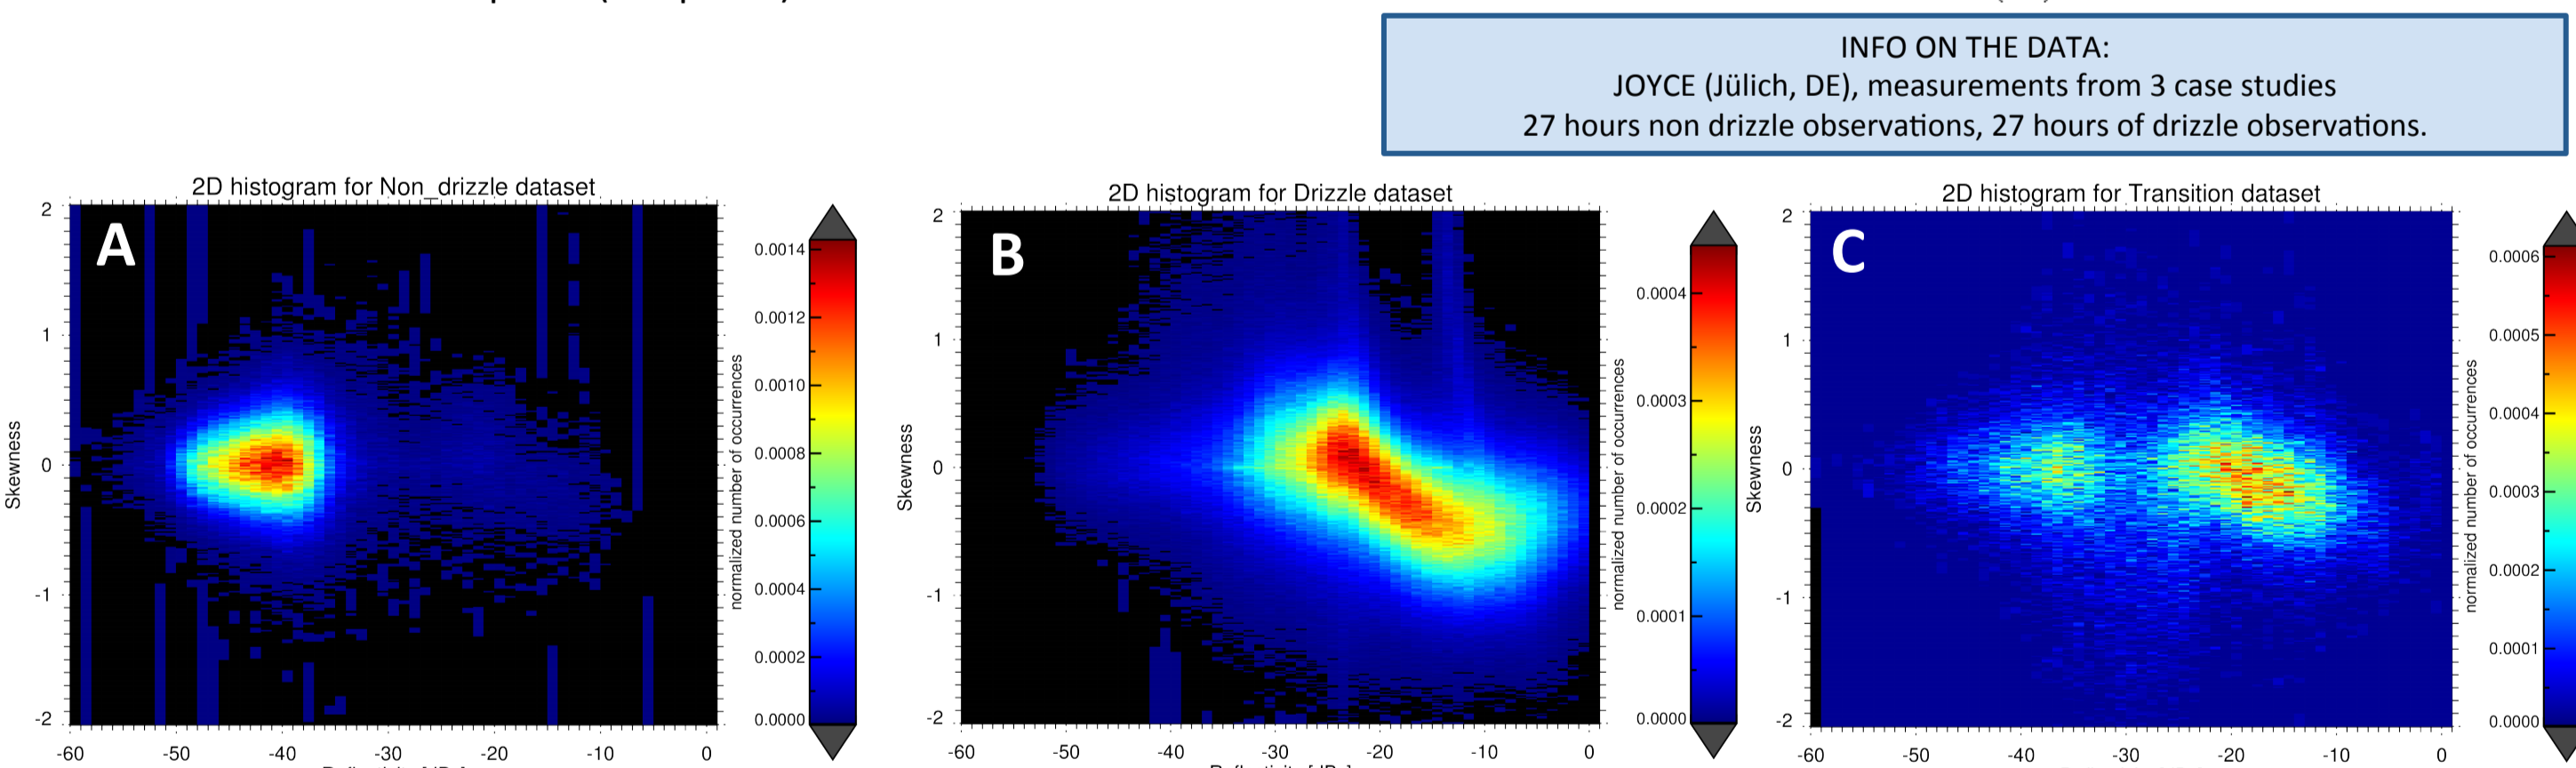 INFO ON THE DATA:
JOYCE (Jülich, DE), measurements from 3 case studies
27 hours non drizzle observations, 27 hours of drizzle observations.
2D histogram for Non_drizzle dataset
A
Skewness
2
1
0
-1
-2
-60 -50 -40 -30 -20 -10 0
normalized number of occurrences
0.0014
0.0012
0.0010
0.0008
0.0006
0.0004
0.0002
0.0000
2D histogram for Drizzle dataset
B
Skewness
2
1
0
-1
-2
-60 -50 -40 -30 -20 -10 0
normalized number of occurrences
0.0004
0.0003
0.0002
0.0001
0.0000
2D histogram for Transition dataset
C
Skewness
2
1
0
-1
-2
-60 -50 -40 -30 -20 -10 0
normalized number of occurrences
0.0006
0.0005
0.0004
0.0003
0.0002
0.0001
0.0000